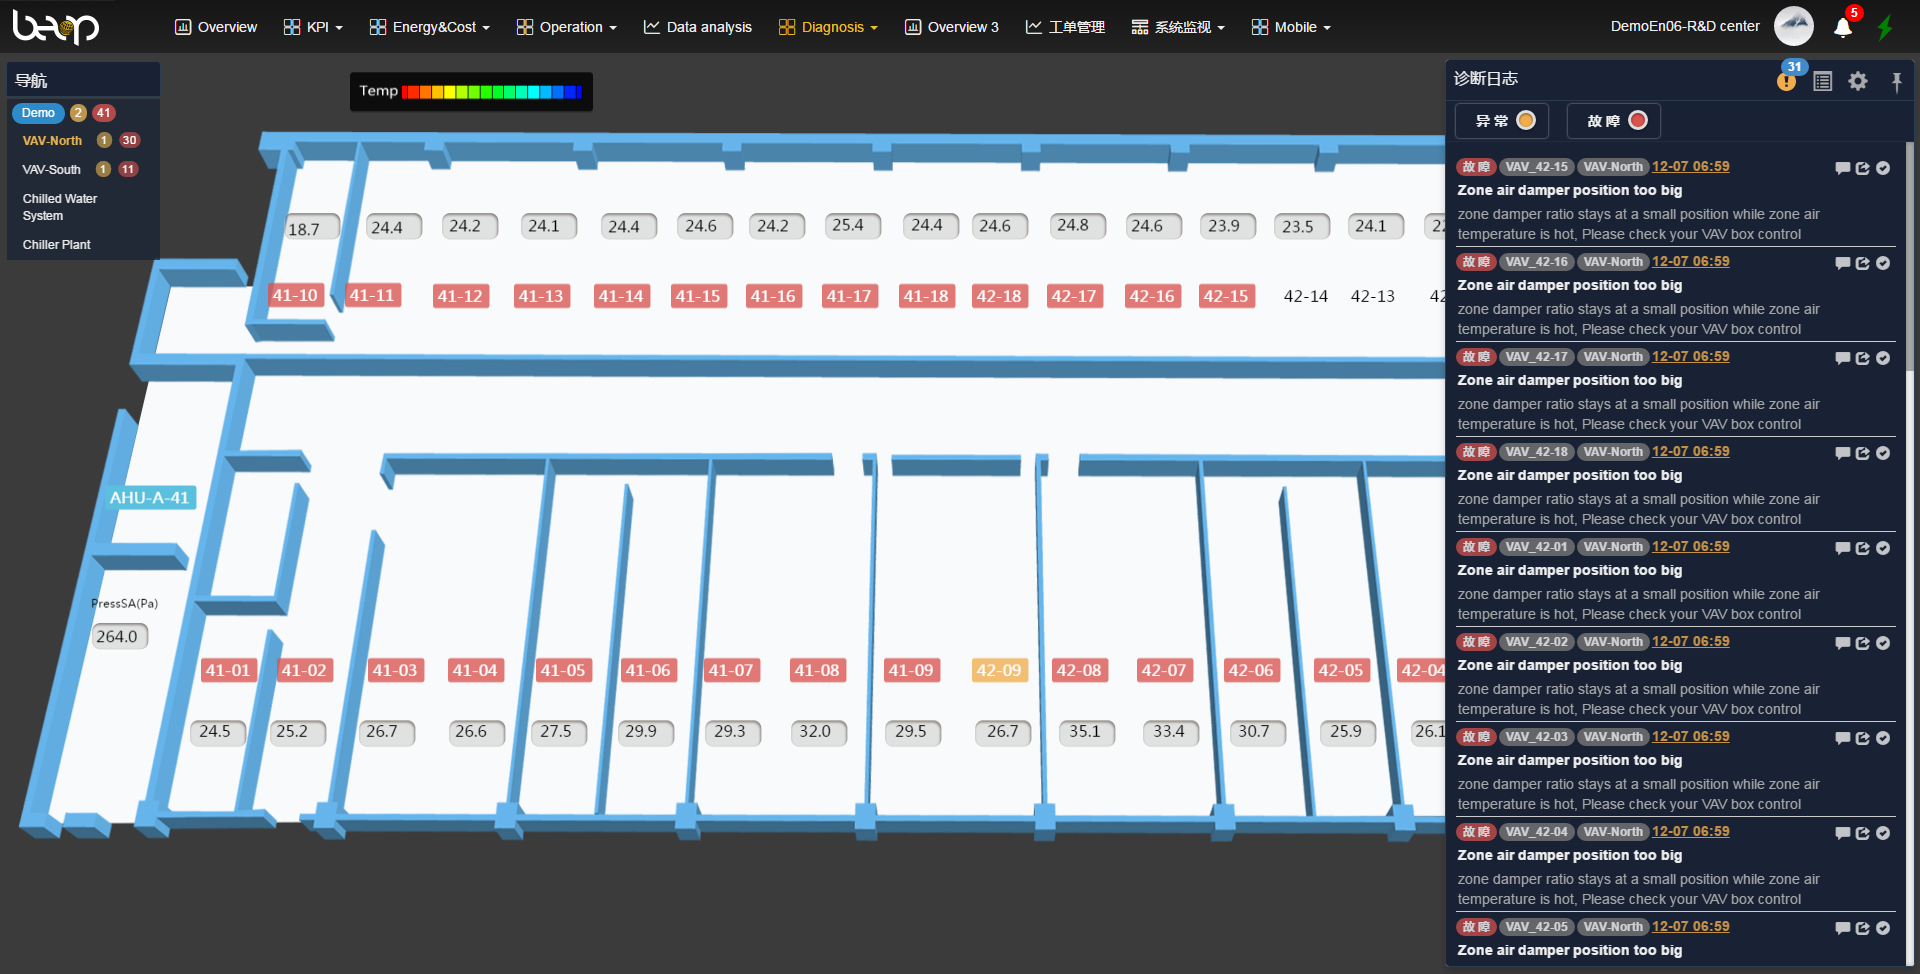 beop
Overview KPI Energy&Cost Operation Data analysis Diagnosis Overview 3 工单管理 系统监视 Mobile DemoEn06-R&D center 5
导航
Demo 2 41
VAV-North 1 30
VAV-South 1 11
Chilled Water
System
Chiller Plant
Temp
18.7 24.4 24.2 24.1 24.4 24.6 24.2 25.4 24.4 24.6 24.8 24.6 23.9 23.5 24.1
41-10 41-11 41-12 41-13 41-14 41-15 41-16 41-17 41-18 42-18 42-17 42-16 42-15 42-14 42-13
AHU-A-41
PressSA(Pa)
264.0
41-01 41-02 41-03 41-04 41-05 41-06 41-07 41-08 41-09 42-09 42-08 42-07 42-06 42-05 42-04
24.5 25.2 26.7 26.6 27.5 29.9 29.3 32.0 29.5 26.7 35.1 33.4 30.7 25.9 26.1
诊断日志 31
异常 故障
故障 VAV_42-15 VAV-North 12-07 06:59
Zone air damper position too big
zone damper ratio stays at a small position while zone air
temperature is hot, Please check your VAV box control
故障 VAV_42-16 VAV-North 12-07 06:59
Zone air damper position too big
zone damper ratio stays at a small position while zone air
temperature is hot, Please check your VAV box control
故障 VAV_42-17 VAV-North 12-07 06:59
Zone air damper position too big
zone damper ratio stays at a small position while zone air
temperature is hot, Please check your VAV box control
故障 VAV_42-18 VAV-North 12-07 06:59
Zone air damper position too big
zone damper ratio stays at a small position while zone air
temperature is hot, Please check your VAV box control
故障 VAV_42-01 VAV-North 12-07 06:59
Zone air damper position too big
zone damper ratio stays at a small position while zone air
temperature is hot, Please check your VAV box control
故障 VAV_42-02 VAV-North 12-07 06:59
Zone air damper position too big
zone damper ratio stays at a small position while zone air
temperature is hot, Please check your VAV box control
故障 VAV_42-03 VAV-North 12-07 06:59
Zone air damper position too big
zone damper ratio stays at a small position while zone air
temperature is hot, Please check your VAV box control
故障 VAV_42-04 VAV-North 12-07 06:59
Zone air damper position too big
zone damper ratio stays at a small position while zone air
temperature is hot, Please check your VAV box control
故障 VAV_42-05 VAV-North 12-07 06:59
Zone air damper position too big